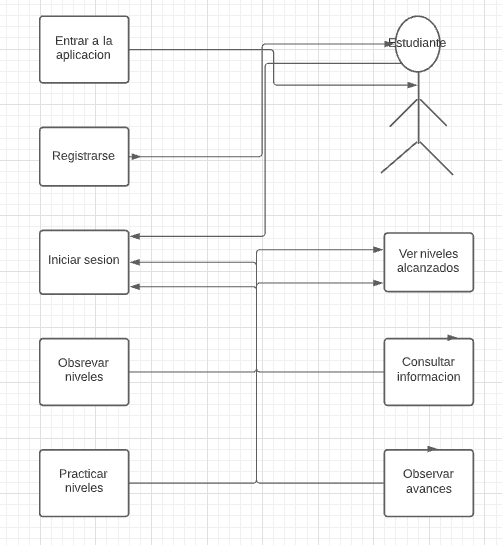 Entrar a la
aplicacion
Estudiante
Registrarse
Iniciar sesion
Ver niveles
alcanzados
Obsrevar
niveles
Consultar
informacion
Practicar
niveles
Observar
avances